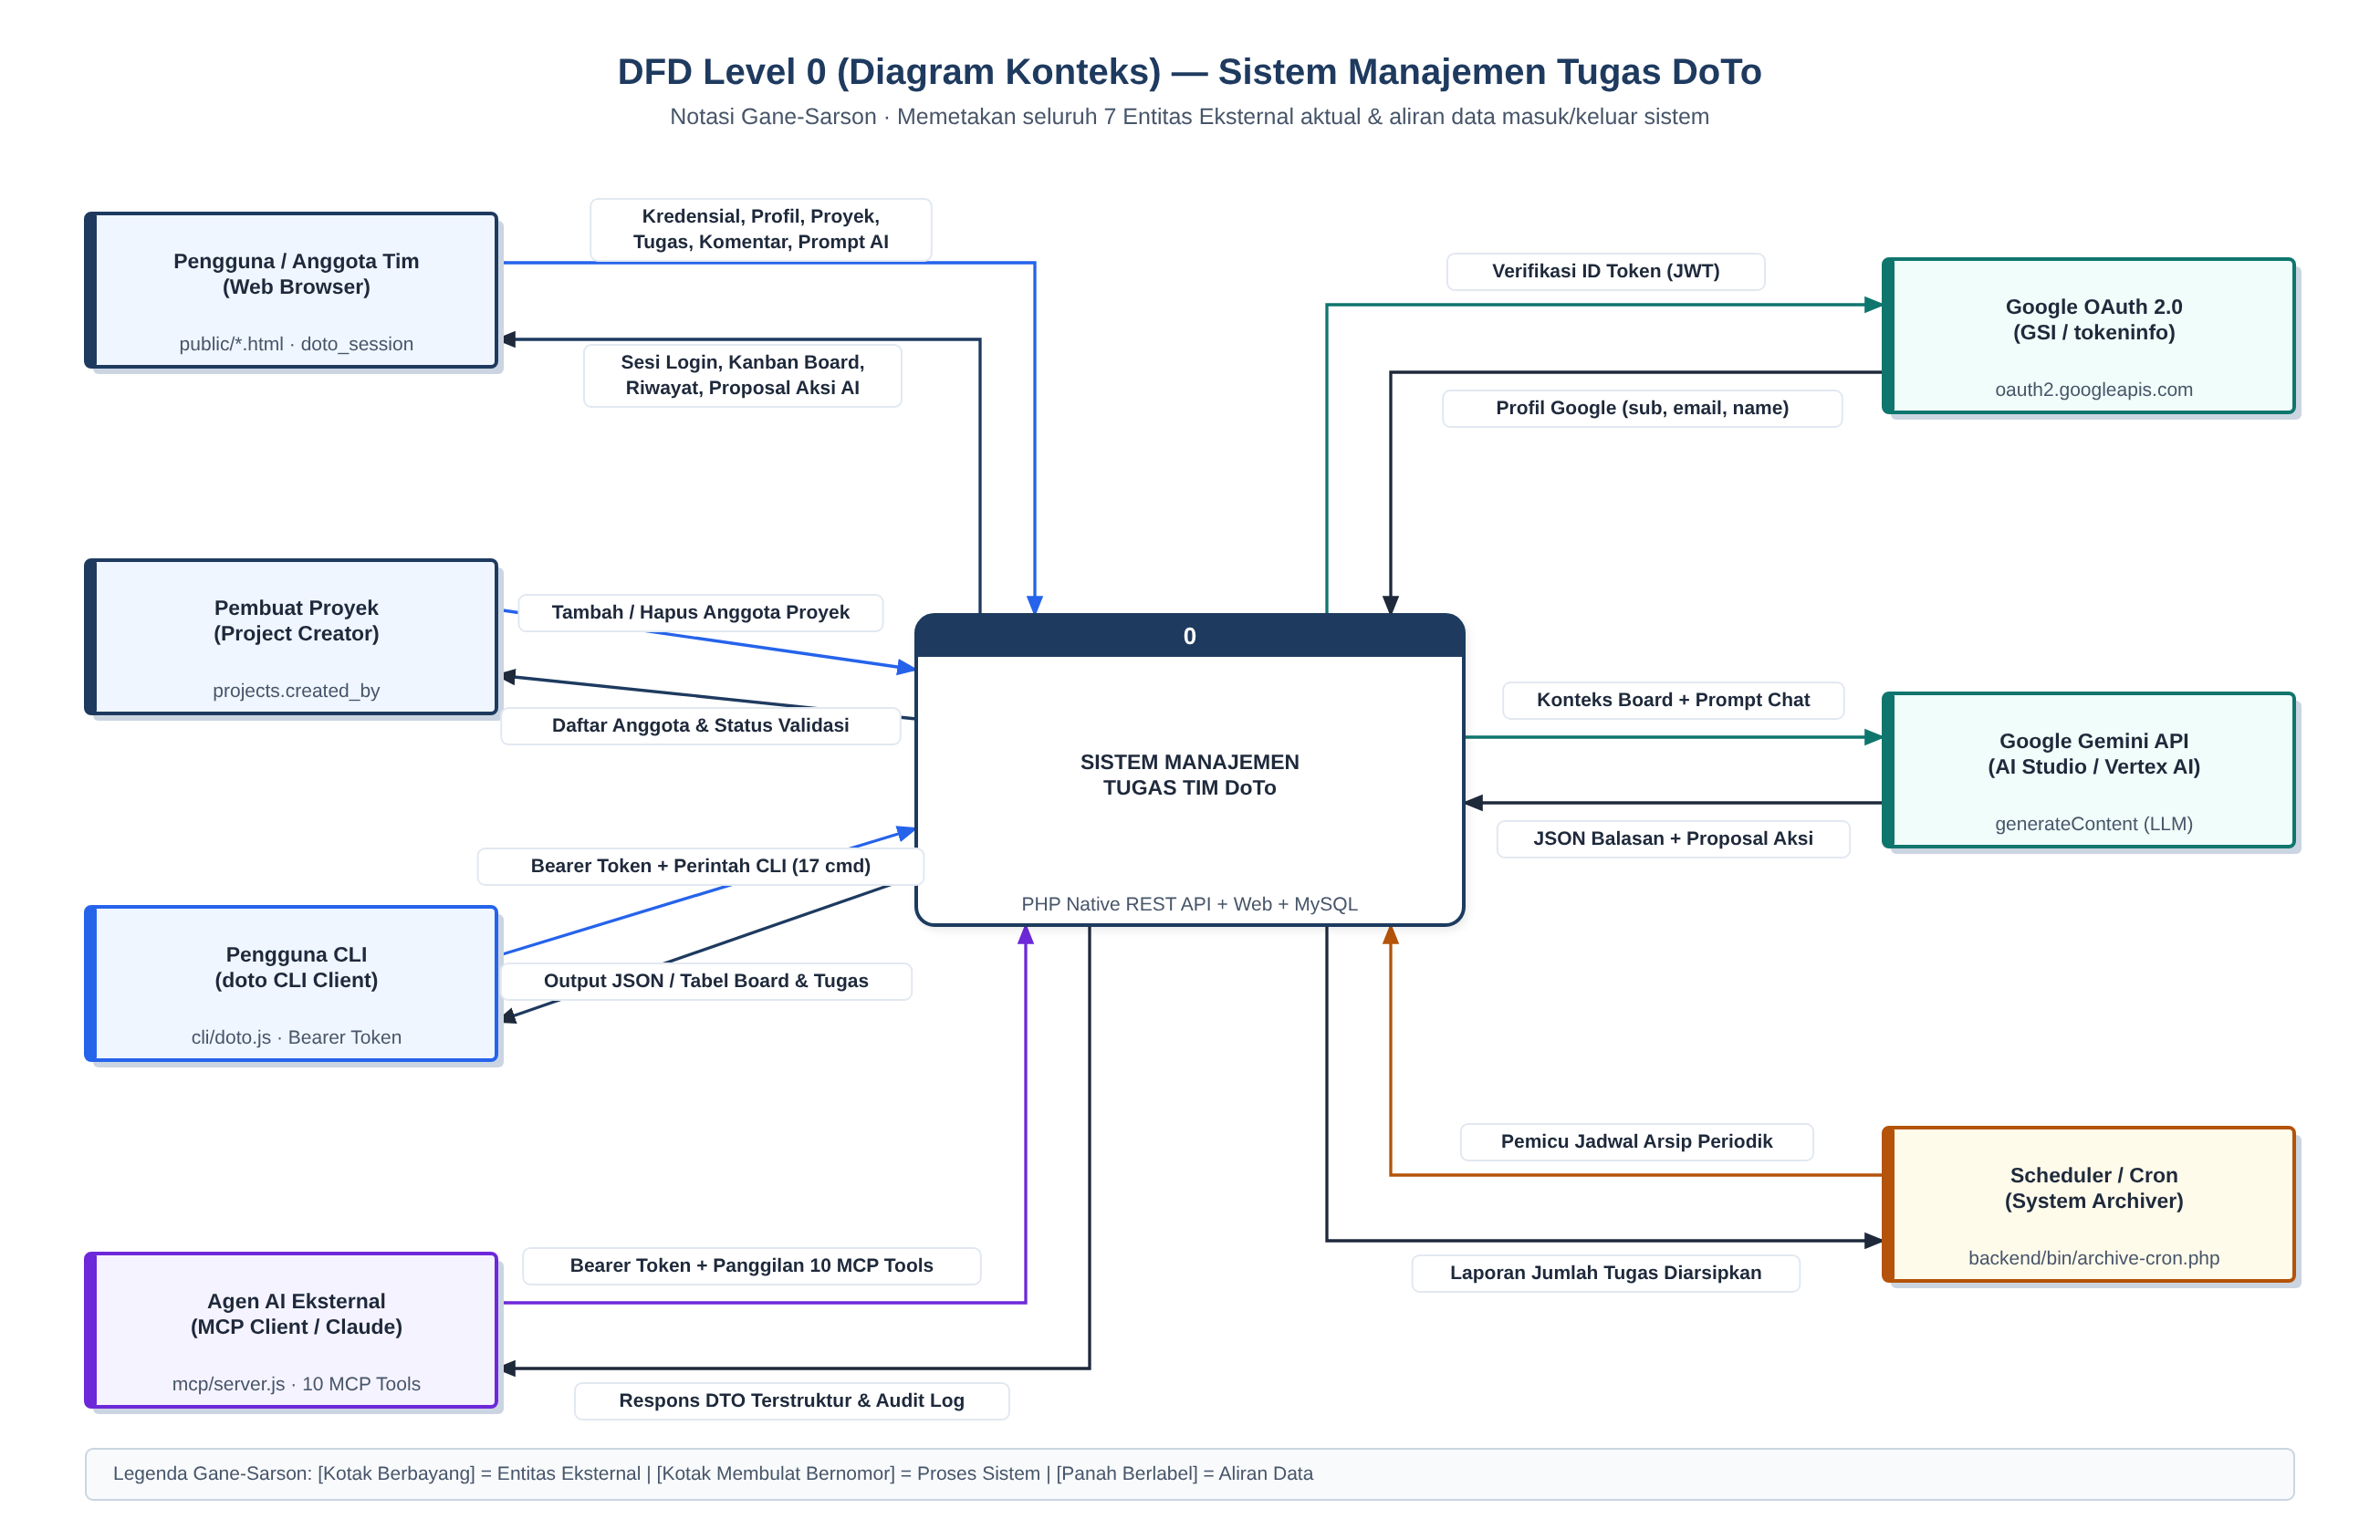 DFD Level 0 (Diagram Konteks) — Sistem Manajemen Tugas DoTo
Notasi Gane-Sarson · Memetakan seluruh 7 Entitas Eksternal aktual & aliran data masuk/keluar sistem
Pengguna / Anggota Tim
(Web Browser)
public/*.html · doto_session
Kredensial, Profil, Proyek,
Tugas, Komentar, Prompt AI
Sesi Login, Kanban Board,
Riwayat, Proposal Aksi AI
Verifikasi ID Token (JWT)
Profil Google (sub, email, name)
Google OAuth 2.0
(GSI / tokeninfo)
oauth2.googleapis.com
Pembuat Proyek
(Project Creator)
projects.created_by
Tambah / Hapus Anggota Proyek
Daftar Anggota & Status Validasi
0
SISTEM MANAJEMEN
TUGAS TIM DoTo
PHP Native REST API + Web + MySQL
Konteks Board + Prompt Chat
JSON Balasan + Proposal Aksi
Google Gemini API
(AI Studio / Vertex AI)
generateContent (LLM)
Bearer Token + Perintah CLI (17 cmd)
Output JSON / Tabel Board & Tugas
Pengguna CLI
(doto CLI Client)
cli/doto.js · Bearer Token
Pemicu Jadwal Arsip Periodik
Laporan Jumlah Tugas Diarsipkan
Scheduler / Cron
(System Archiver)
backend/bin/archive-cron.php
Agen AI Eksternal
(MCP Client / Claude)
mcp/server.js · 10 MCP Tools
Bearer Token + Panggilan 10 MCP Tools
Respons DTO Terstruktur & Audit Log
Legenda Gane-Sarson: [Kotak Berbayang] = Entitas Eksternal | [Kotak Membulat Bernomor] = Proses Sistem | [Panah Berlabel] = Aliran Data